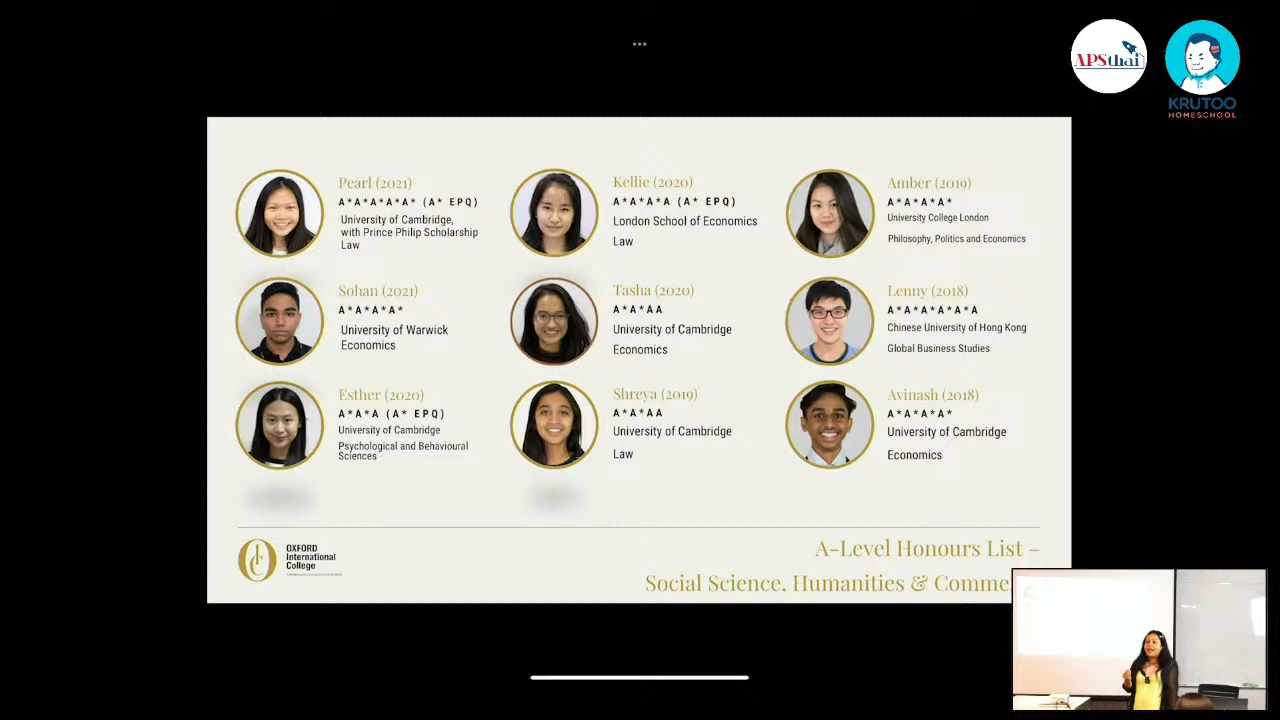 APSthai
KRUTOO
HOMESCHOOL
Pearl (2021)
A*A*A*A*A* (A* EPQ)
University of Cambridge,
with Prince Philip Scholarship
Law
Kellie (2020)
A*A*A*A (A* EPQ)
London School of Economics
Law
Amber (2019)
A*A*A*A*
University College London
Philosophy, Politics and Economics
Sohan (2021)
A*A*A*A*
University of Warwick
Economics
Tasha (2020)
A*A*AA
University of Cambridge
Economics
Lenny (2018)
A*A*A*A*A*A
Chinese University of Hong Kong
Global Business Studies
Esther (2020)
A*A*A (A* EPQ)
University of Cambridge
Psychological and Behavioural
Sciences
Shreya (2019)
A*A*AA
University of Cambridge
Law
Avinash (2018)
A*A*A*A*
University of Cambridge
Economics
OXFORD
International
College
A-Level Honours List –
Social Science, Humanities & Comme